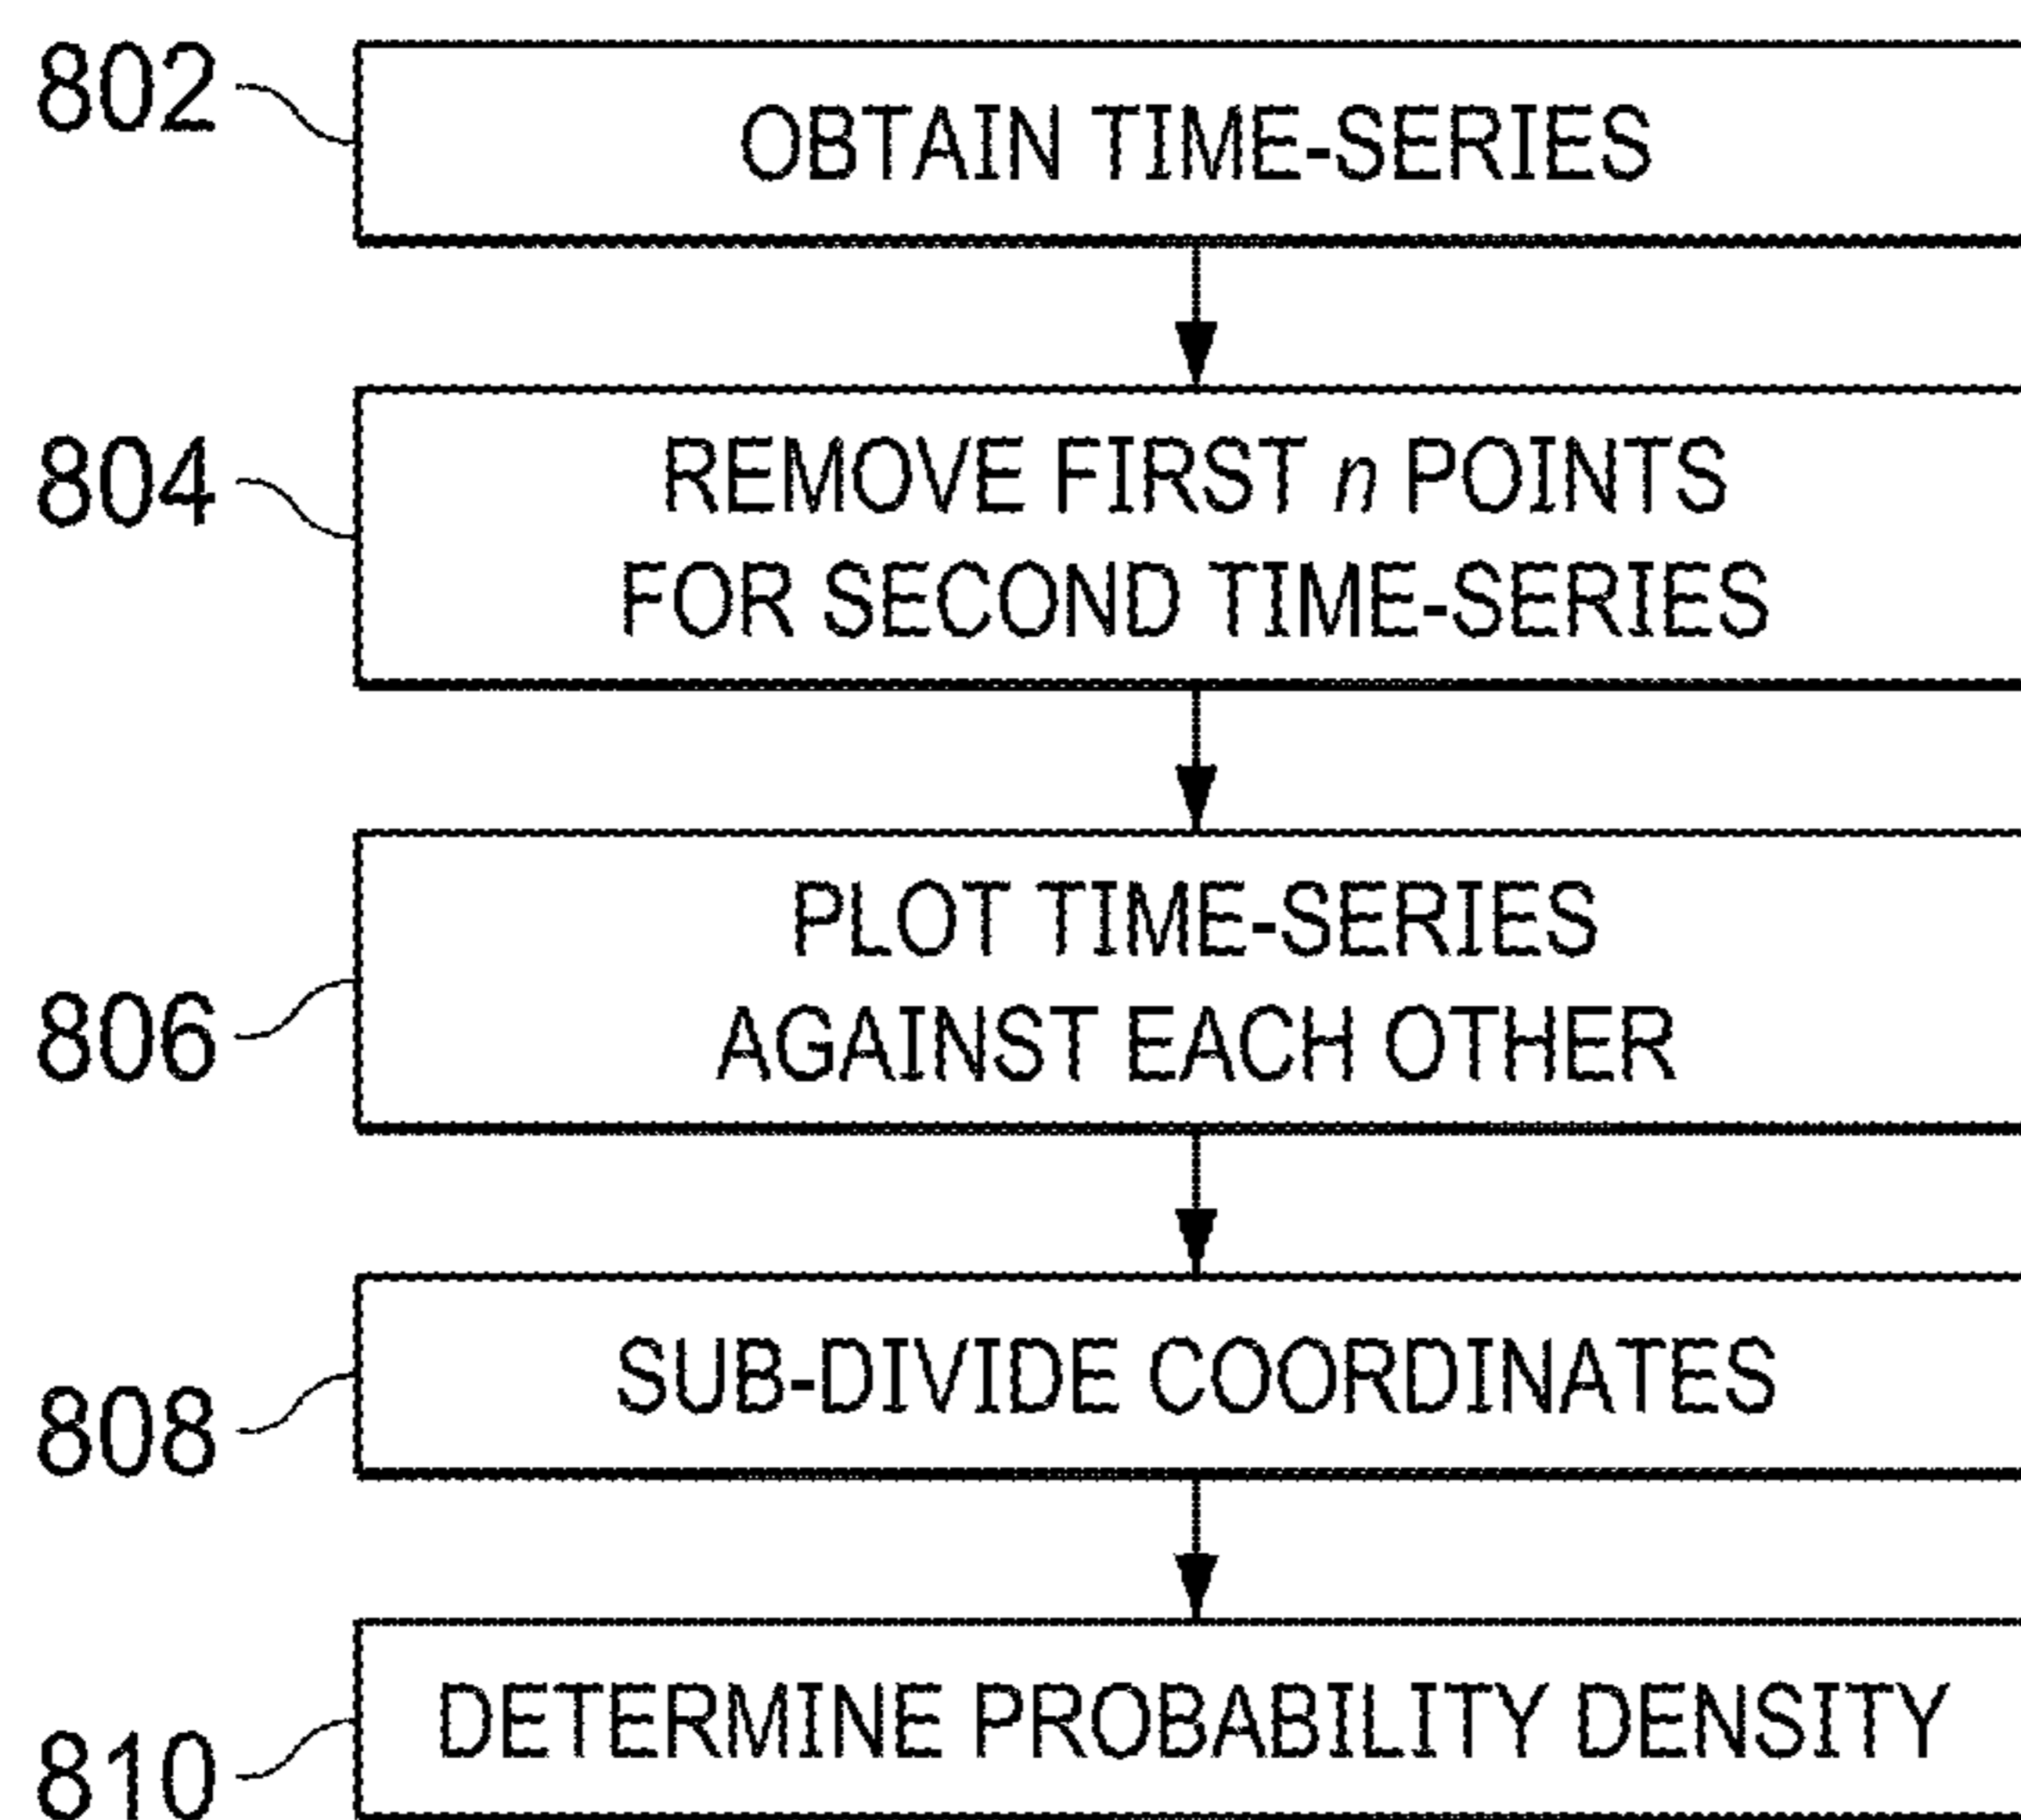 802
OBTAIN TIME-SERIES
804
REMOVE FIRST n POINTS
FOR SECOND TIME-SERIES
806
PLOT TIME-SERIES
AGAINST EACH OTHER
808
SUB-DIVIDE COORDINATES
810
DETERMINE PROBABILITY DENSITY